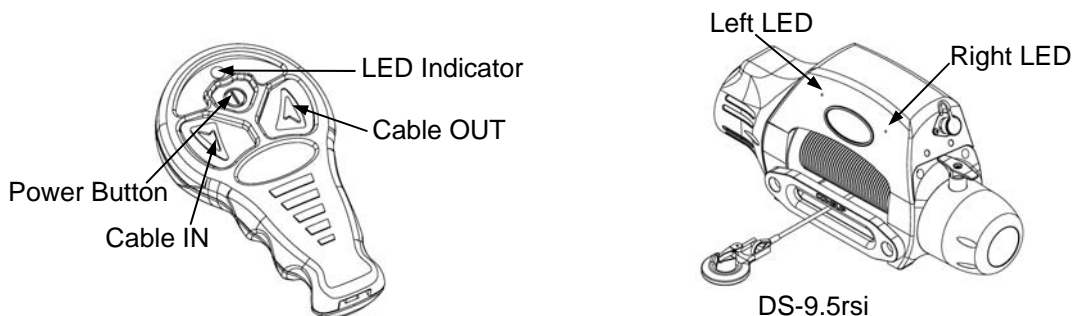 Left LED
Right LED
LED Indicator
Cable OUT
Power Button
Cable IN
DS-9.5rsi